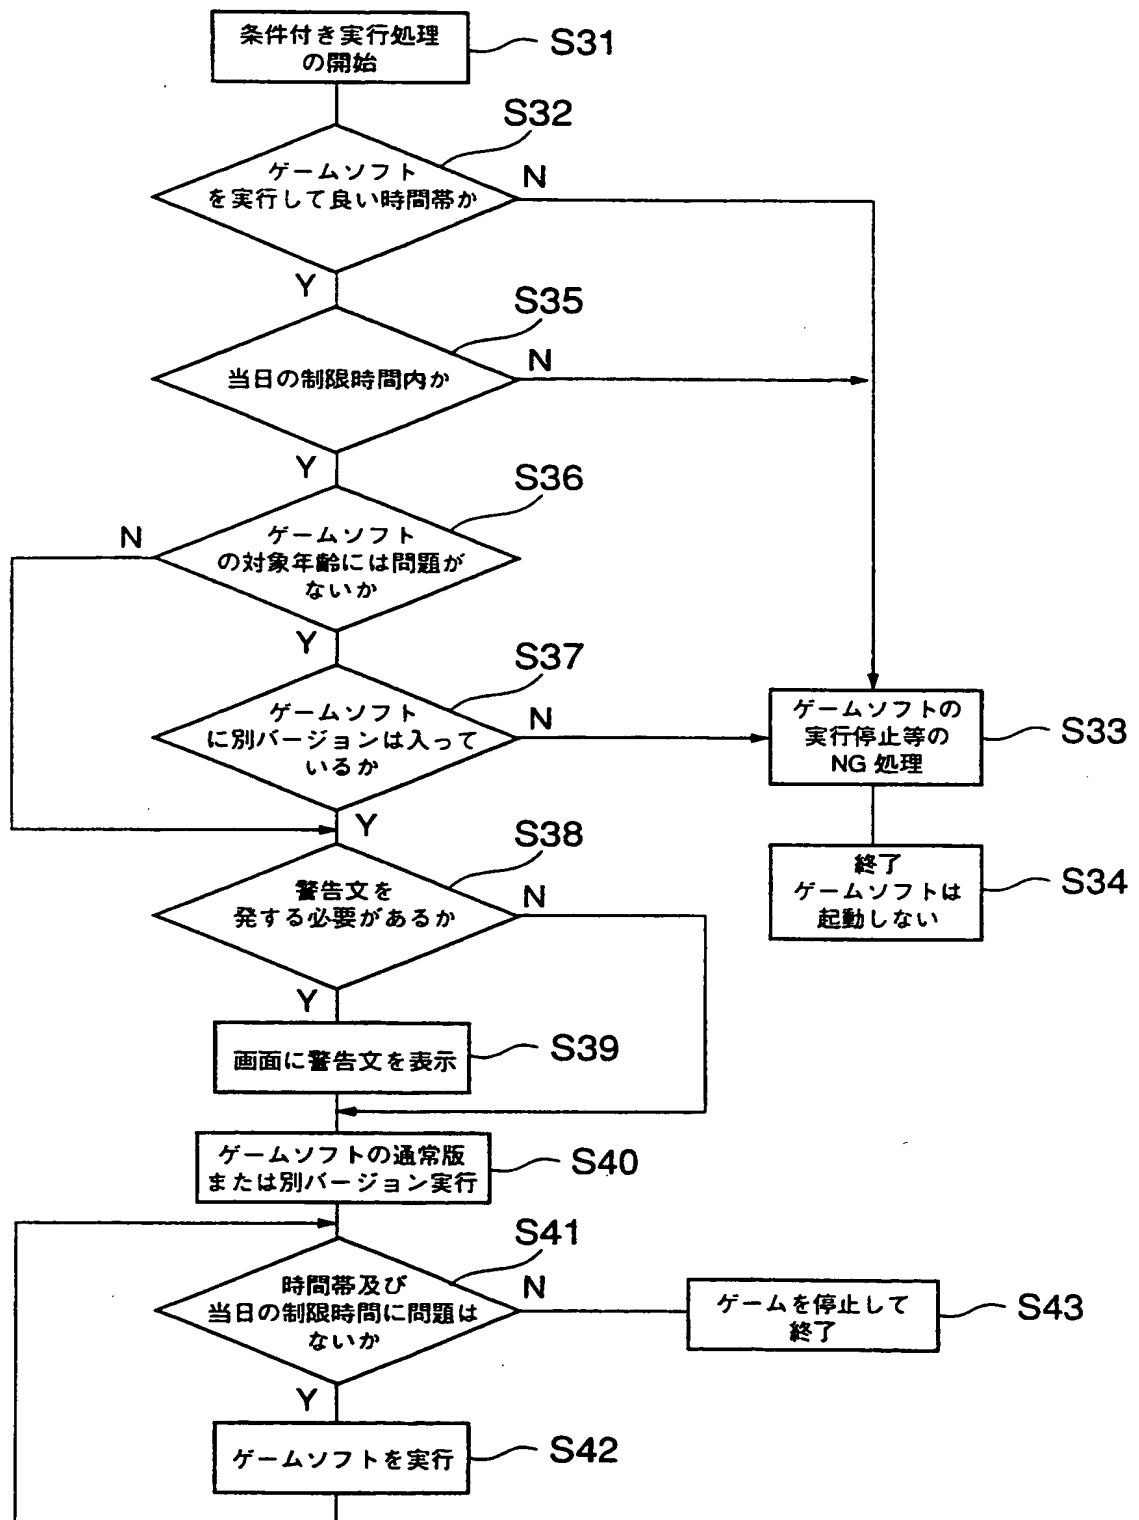 条件付き実行処理
の開始
S31
S32
ゲームソフト
を実行して良い時間帯か
N
Y
S35
当日の制限時間内か
N
Y
S36
ゲームソフト
の対象年齢には問題が
ないか
N
Y
S37
ゲームソフト
に別バージョンは入って
いるか
N
Y
ゲームソフトの
実行停止等の
NG 処理
S33
終了
ゲームソフトは
起動しない
S34
S38
警告文を
発する必要があるか
N
Y
画面に警告文を表示
S39
ゲームソフトの通常版
または別バージョン実行
S40
S41
時間帯及び
当日の制限時間に問題は
ないか
N
Y
ゲームを停止して
終了
S43
ゲームソフトを実行
S42